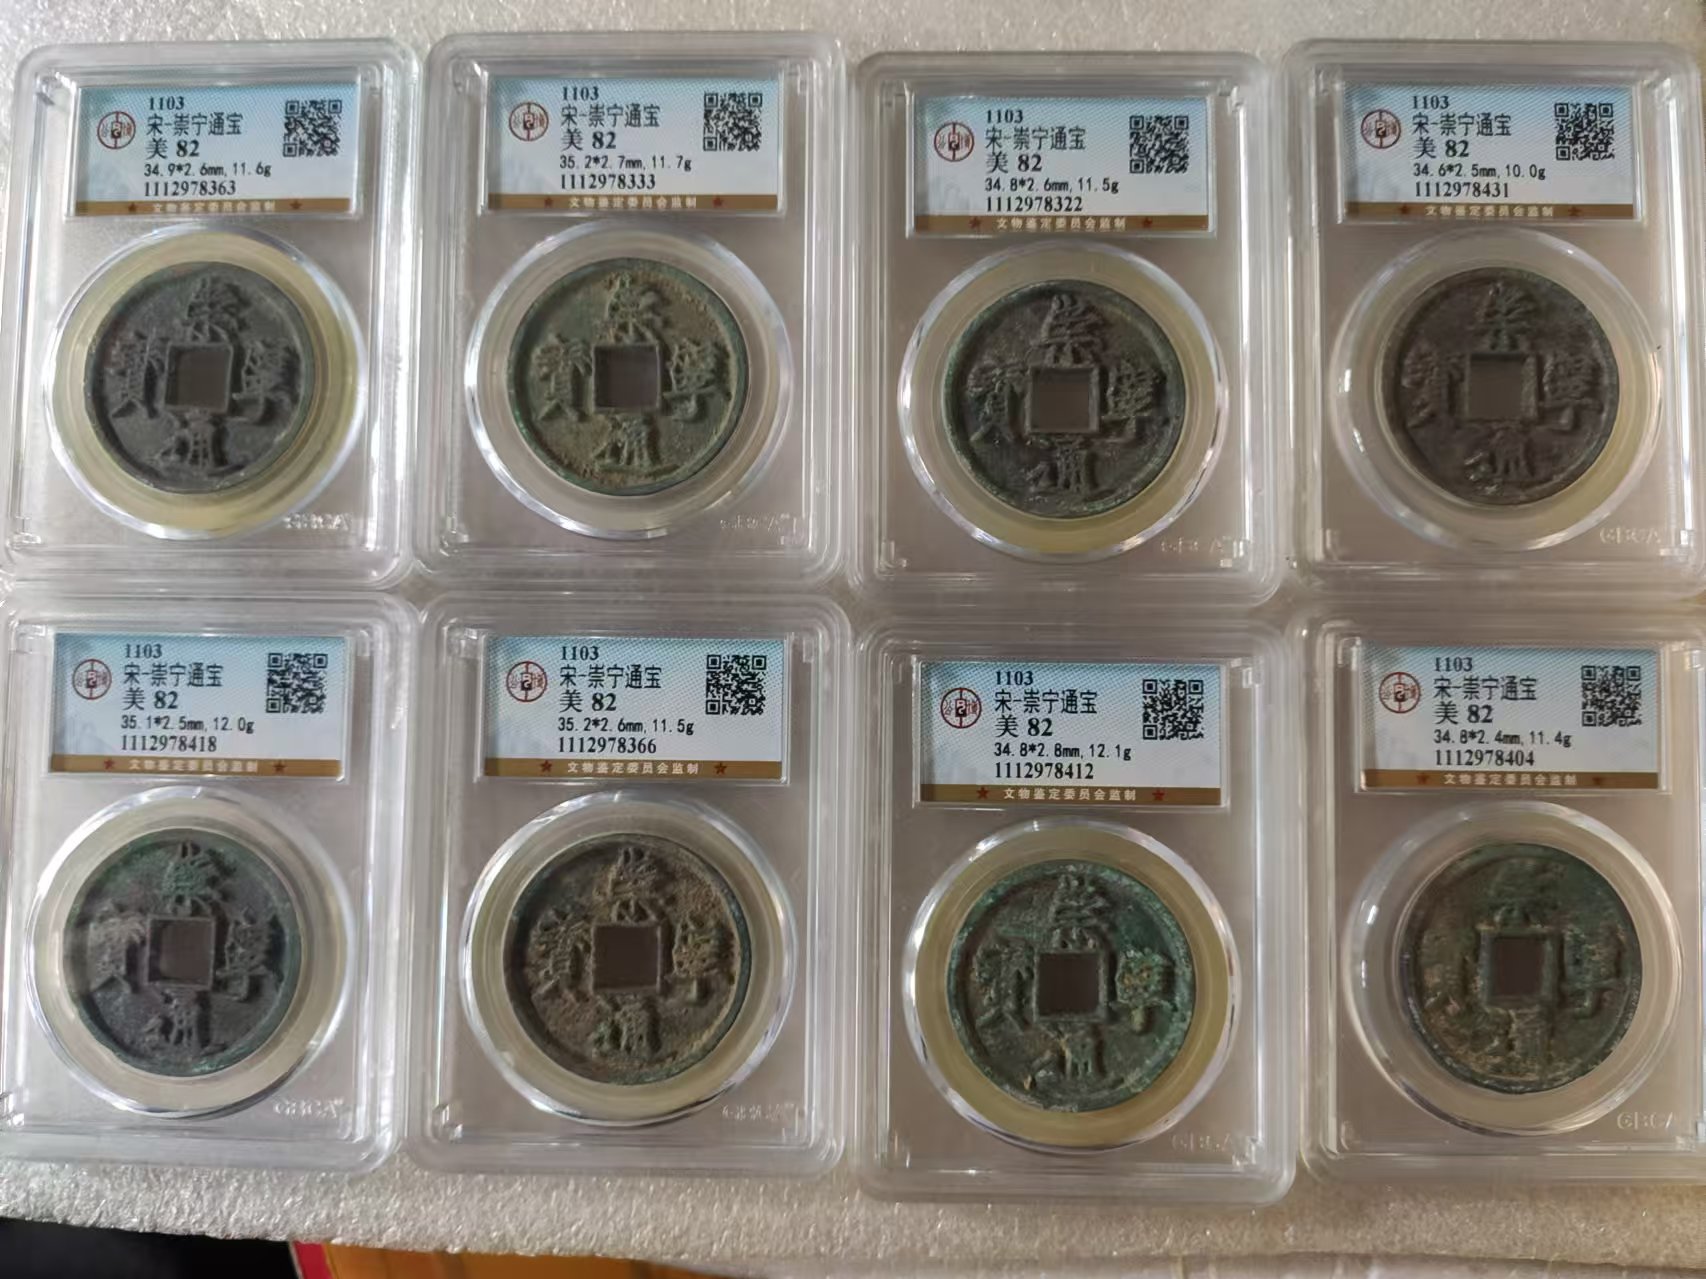 1103
宋-崇宁通宝
美 82
34.9*2.6mm,11.6g
1112978363
文物鉴定委员会监制
崇
寶 寧
通
1103
宋-崇宁通宝
美 82
35.2*2.7mm,11.7g
1112978333
文物鉴定委员会监制
崇
寶 寧
通
GBCA
1103
宋-崇宁通宝
美 82
34.8*2.6mm,11.5g
1112978322
文物鉴定委员会监制
崇
寶 寧
通
GBCA
1103
宋-崇宁通宝
美 82
34.6*2.5mm,10.0g
1112978431
文物鉴定委员会监制
崇
寶 寧
通
GBCA
1103
宋-崇宁通宝
美 82
35.1*2.5mm,12.0g
1112978418
文物鉴定委员会监制
崇
寶 寧
通
1103
宋-崇宁通宝
美 82
35.2*2.6mm,11.5g
1112978366
文物鉴定委员会监制
崇
寶 寧
通
GBCA
1103
宋-崇宁通宝
美 82
34.8*2.8mm,12.1g
1112978412
文物鉴定委员会监制
崇
寶 寧
通
GBCA
1103
宋-崇宁通宝
美 82
34.8*2.4mm,11.4g
1112978404
文物鉴定委员会监制
崇
寧
通
GBCA